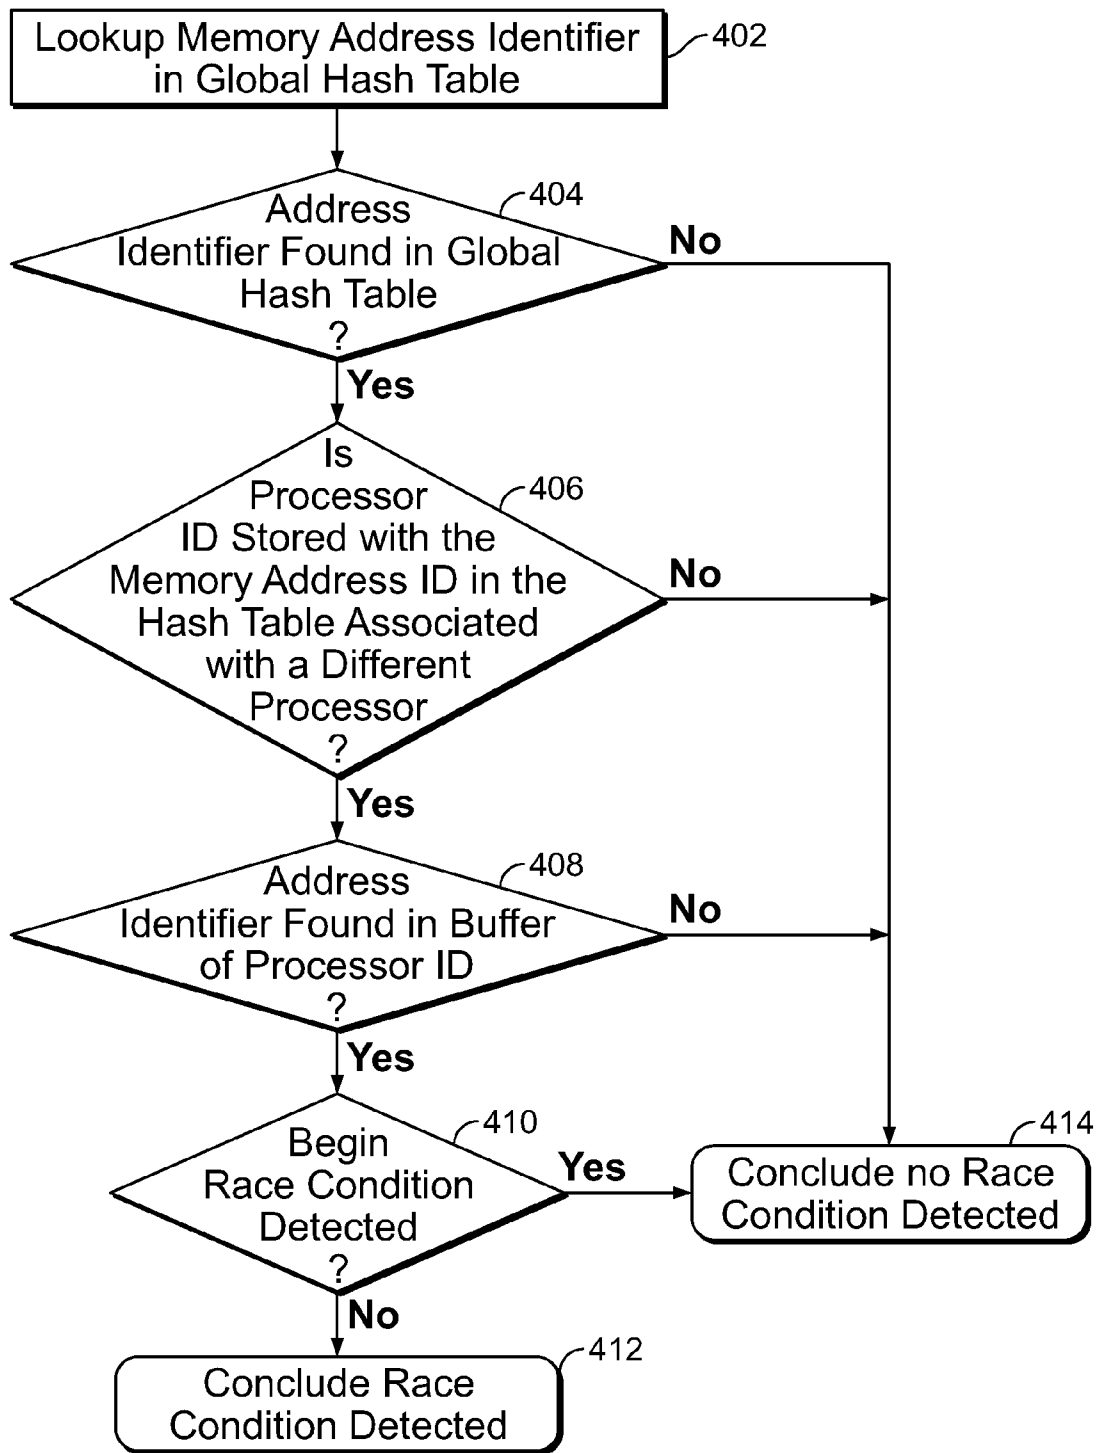 Lookup Memory Address Identifier
in Global Hash Table
402
404
Address
Identifier Found in Global
Hash Table
?
No
Yes
406
Is
Processor
ID Stored with the
Memory Address ID in the
Hash Table Associated
with a Different
Processor
?
No
Yes
408
Address
Identifier Found in Buffer
of Processor ID
?
No
Yes
410
Begin
Race Condition
Detected
?
Yes
414
Conclude no Race
Condition Detected
No
412
Conclude Race
Condition Detected